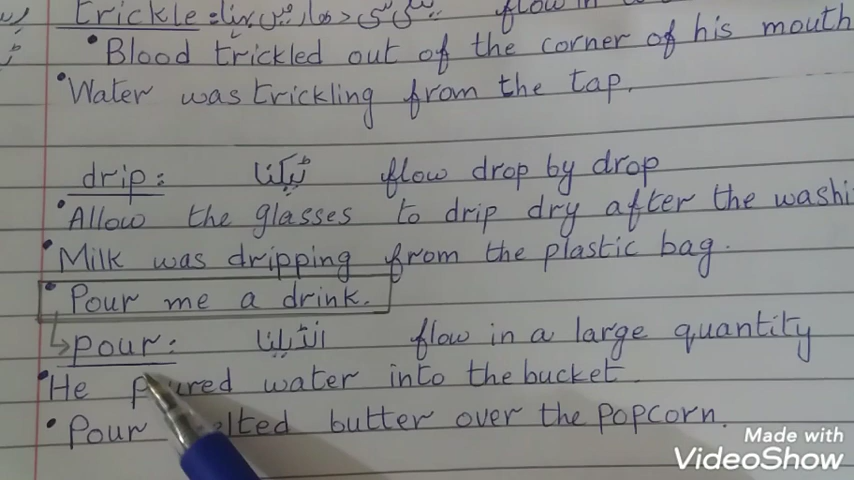 trickle: flow in a
• Blood trickled out of the corner of his mouth
• Water was trickling from the tap.
drip: ٹپکنا flow drop by drop
• Allow the glasses to drip dry after the washi
• Milk was dripping from the plastic bag.
• Pour me a drink.
pour: انڈیلنا flow in a large quantity
• He poured water into the bucket.
• Pour melted butter over the popcorn.
Made with
VideoShow